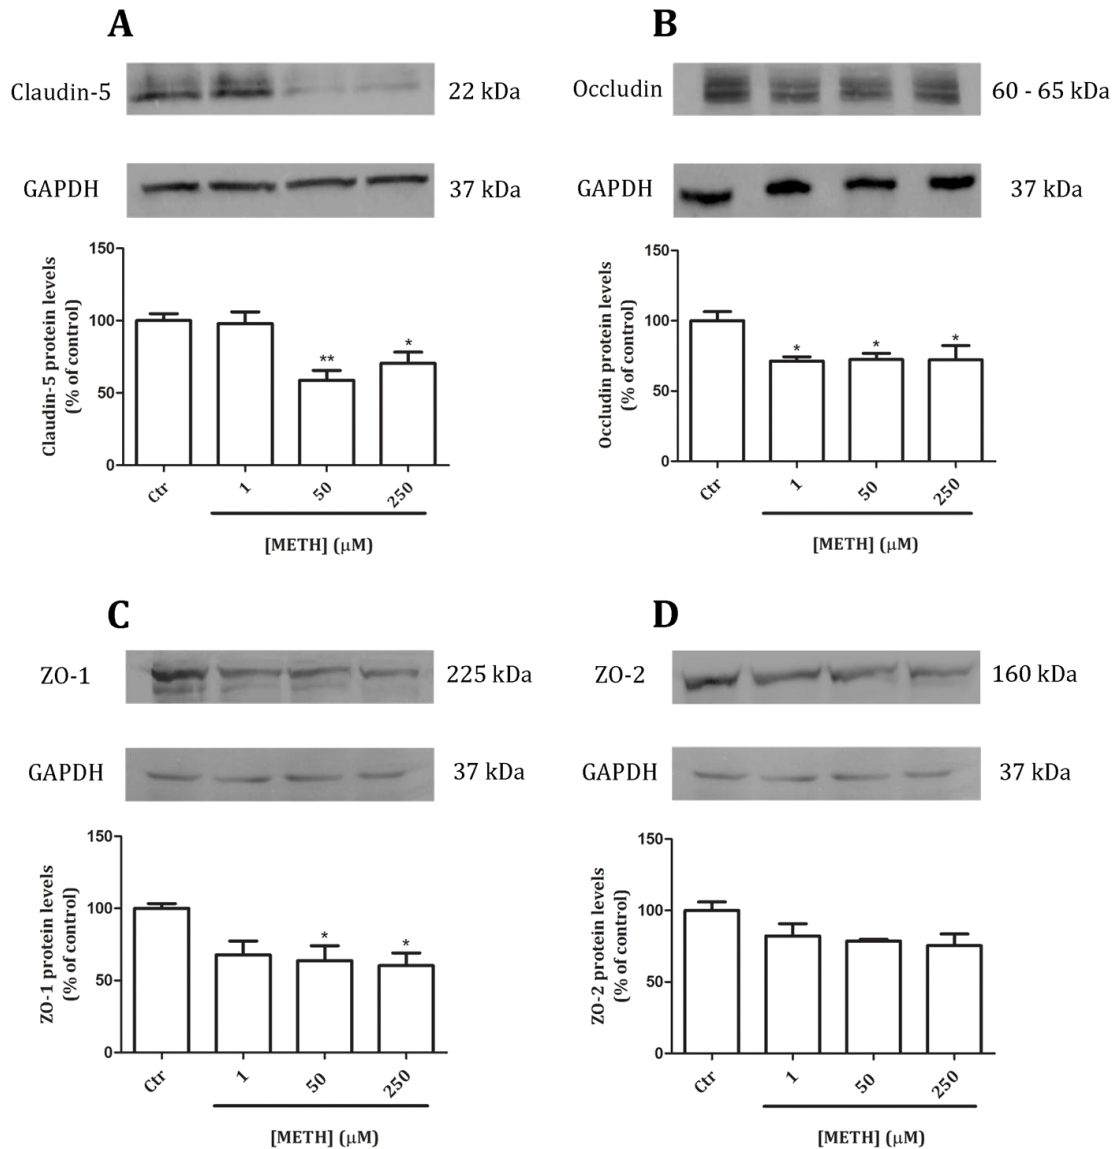 A
Claudin-5
22 kDa
GAPDH
37 kDa
Claudin-5 protein levels
(% of control)
150
100
50
0
**
*
Ctr
1
50
250
[METH] (μM)
B
Occludin
60 - 65 kDa
GAPDH
37 kDa
Occludin protein levels
(% of control)
150
100
50
0
*
*
*
Ctr
1
50
250
[METH] (μM)
C
ZO-1
225 kDa
GAPDH
37 kDa
ZO-1 protein levels
(% of control)
150
100
50
0
*
*
Ctr
1
50
250
[METH] (μM)
D
ZO-2
160 kDa
GAPDH
37 kDa
ZO-2 protein levels
(% of control)
150
100
50
0
Ctr
1
50
250
[METH] (μM)